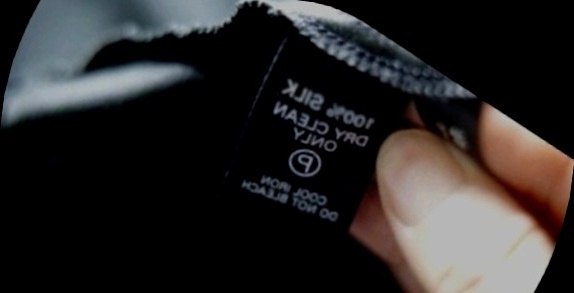 100% SILK
DRY CLEAN
ONLY
P
COOL IRON
DO NOT BLEACH